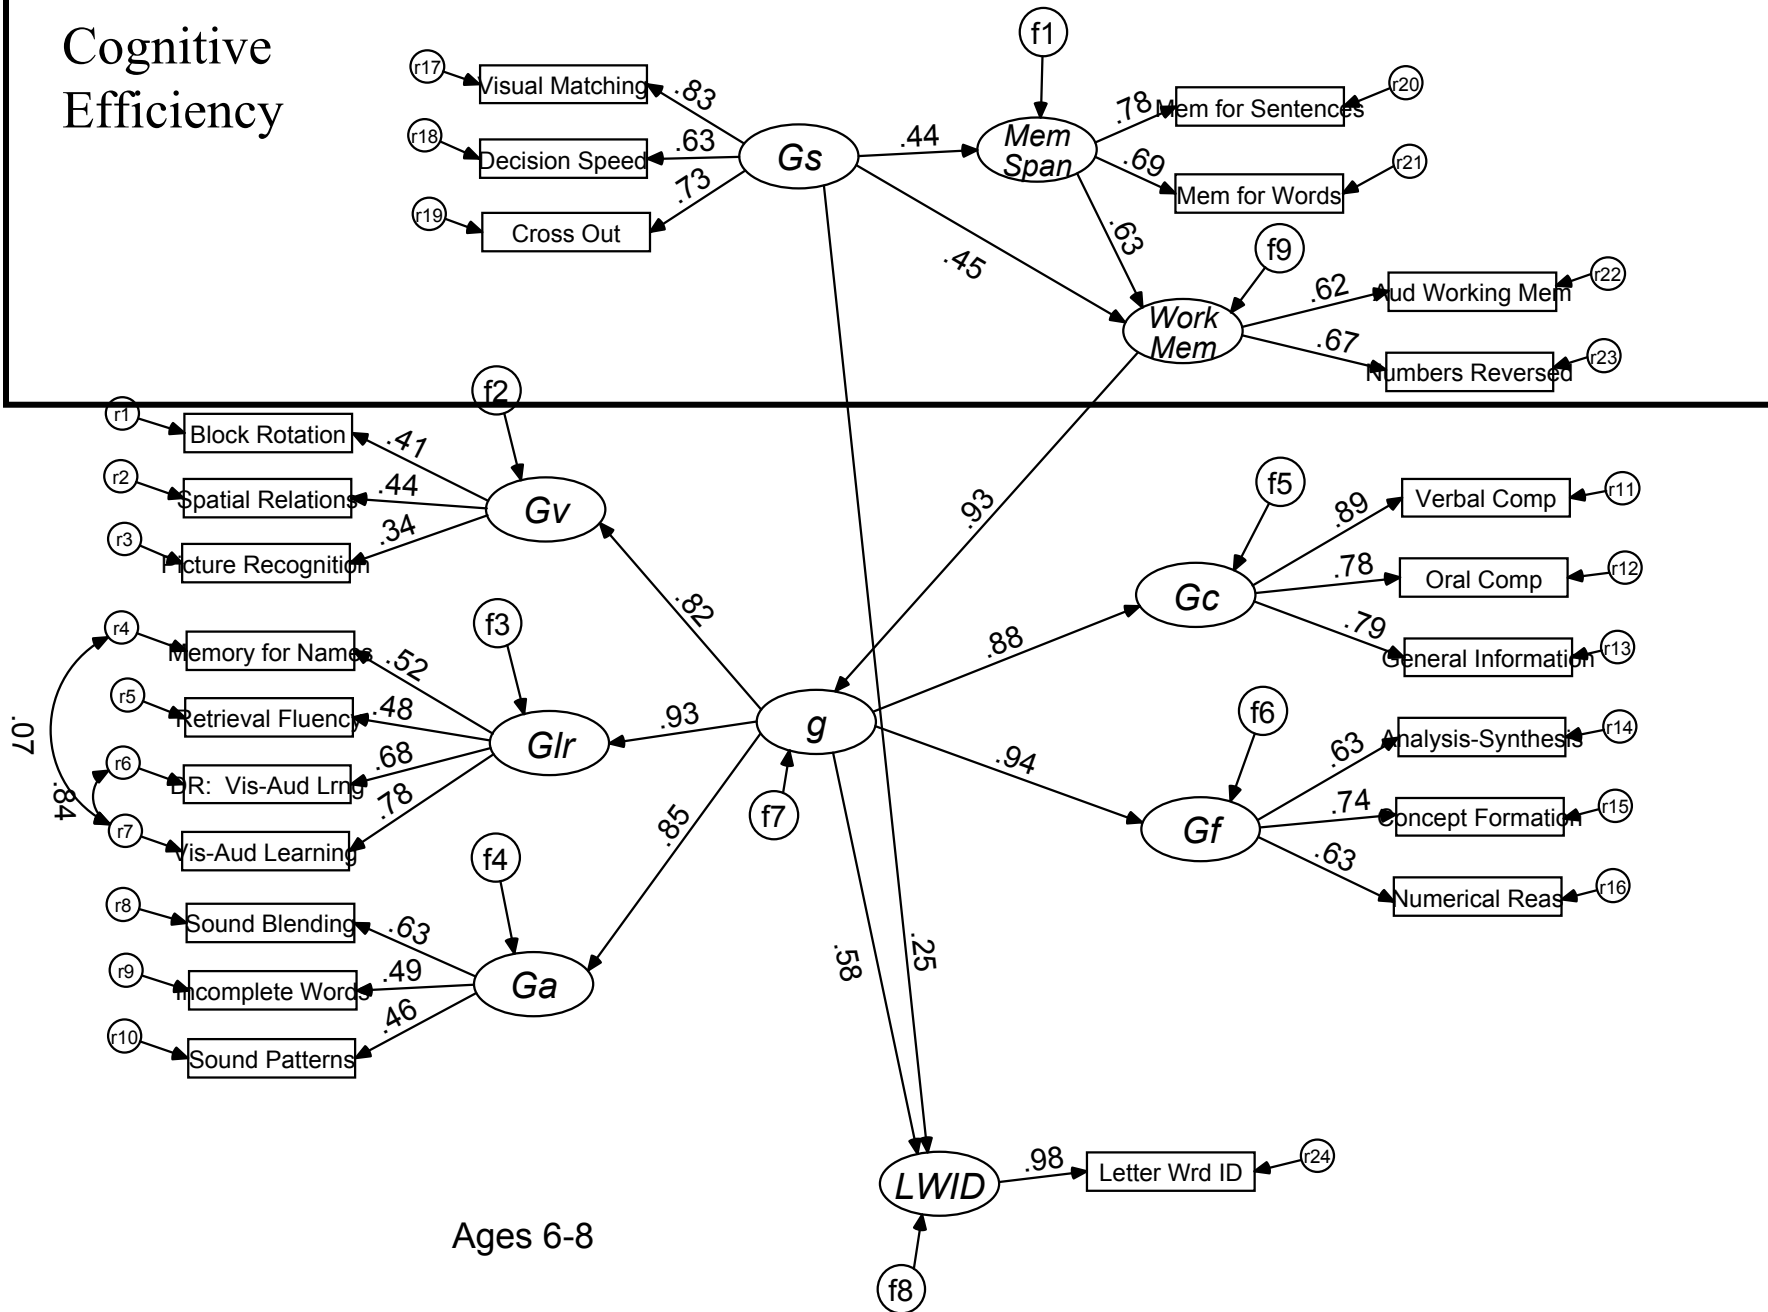 Cognitive
Efficiency
f1
r17
Visual Matching
.83
r18
Decision Speed
.63
r19
Cross Out
.73
Gs
.44
Mem
Span
.78
Mem for Sentences
r20
.69
Mem for Words
r21
.63
.45
f9
Work
Mem
.62
Aud Working Mem
r22
.67
Numbers Reversed
r23
f2
r1
Block Rotation
.41
r2
Spatial Relations
.44
r3
Picture Recognition
.34
Gv
.93
.82
f5
Gc
.89
Verbal Comp
r11
.78
Oral Comp
r12
.79
General Information
r13
.88
f3
r4
Memory for Names
.52
r5
Retrieval Fluency
.48
r6
DR:  Vis-Aud Lrng
.68
r7
Vis-Aud Learning
.78
.07
.84
Glr
.93
g
f7
.94
f6
Gf
.63
Analysis-Synthesis
r14
.74
Concept Formation
r15
.63
Numerical Reas
r16
.85
f4
r8
Sound Blending
.63
r9
Incomplete Words
.49
r10
Sound Patterns
.46
Ga
.58
.25
LWID
.98
Letter Wrd ID
r24
f8
Ages 6-8